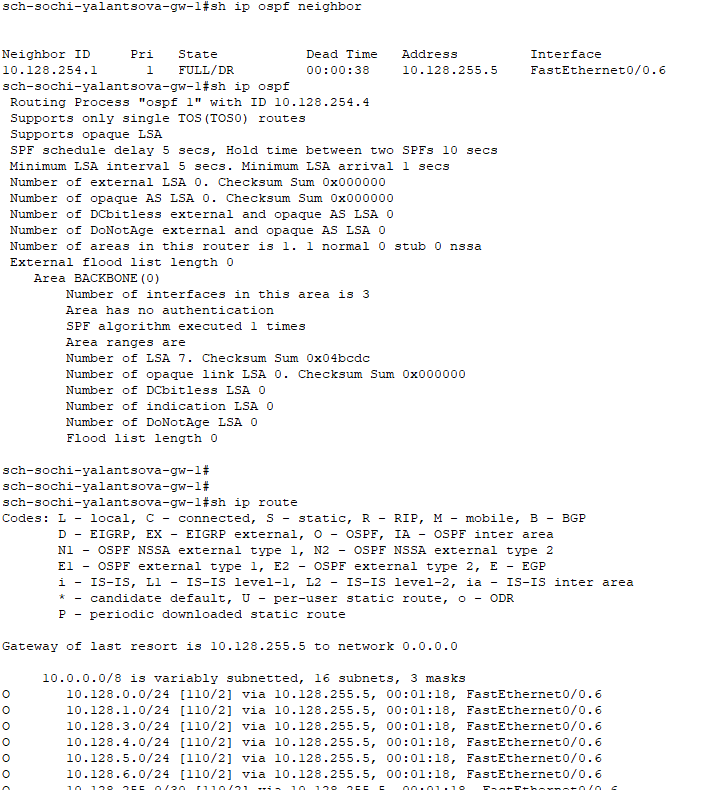 sch-sochi-yalantsova-gw-1#sh ip ospf neighbor
Neighbor ID     Pri   State           Dead Time   Address         Interface
10.128.254.1      1   FULL/DR         00:00:38    10.128.255.5    FastEthernet0/0.6
sch-sochi-yalantsova-gw-1#sh ip ospf
 Routing Process "ospf 1" with ID 10.128.254.4
 Supports only single TOS(TOS0) routes
 Supports opaque LSA
 SPF schedule delay 5 secs, Hold time between two SPFs 10 secs
 Minimum LSA interval 5 secs. Minimum LSA arrival 1 secs
 Number of external LSA 0. Checksum Sum 0x000000
 Number of opaque AS LSA 0. Checksum Sum 0x000000
 Number of DCbitless external and opaque AS LSA 0
 Number of DoNotAge external and opaque AS LSA 0
 Number of areas in this router is 1. 1 normal 0 stub 0 nssa
 External flood list length 0
    Area BACKBONE(0)
        Number of interfaces in this area is 3
        Area has no authentication
        SPF algorithm executed 1 times
        Area ranges are
        Number of LSA 7. Checksum Sum 0x04bcdc
        Number of opaque link LSA 0. Checksum Sum 0x000000
        Number of DCbitless LSA 0
        Number of indication LSA 0
        Number of DoNotAge LSA 0
        Flood list length 0
sch-sochi-yalantsova-gw-1#
sch-sochi-yalantsova-gw-1#
sch-sochi-yalantsova-gw-1#sh ip route
Codes: L - local, C - connected, S - static, R - RIP, M - mobile, B - BGP
       D - EIGRP, EX - EIGRP external, O - OSPF, IA - OSPF inter area
       N1 - OSPF NSSA external type 1, N2 - OSPF NSSA external type 2
       E1 - OSPF external type 1, E2 - OSPF external type 2, E - EGP
       i - IS-IS, L1 - IS-IS level-1, L2 - IS-IS level-2, ia - IS-IS inter area
       * - candidate default, U - per-user static route, o - ODR
       P - periodic downloaded static route
Gateway of last resort is 10.128.255.5 to network 0.0.0.0
     10.0.0.0/8 is variably subnetted, 16 subnets, 3 masks
O       10.128.0.0/24 [110/2] via 10.128.255.5, 00:01:18, FastEthernet0/0.6
O       10.128.1.0/24 [110/2] via 10.128.255.5, 00:01:18, FastEthernet0/0.6
O       10.128.3.0/24 [110/2] via 10.128.255.5, 00:01:18, FastEthernet0/0.6
O       10.128.4.0/24 [110/2] via 10.128.255.5, 00:01:18, FastEthernet0/0.6
O       10.128.5.0/24 [110/2] via 10.128.255.5, 00:01:18, FastEthernet0/0.6
O       10.128.6.0/24 [110/2] via 10.128.255.5, 00:01:18, FastEthernet0/0.6
O       10.128.255.0/30 [110/2] via 10.128.255.5, 00:01:18, FastEthernet0/0.6